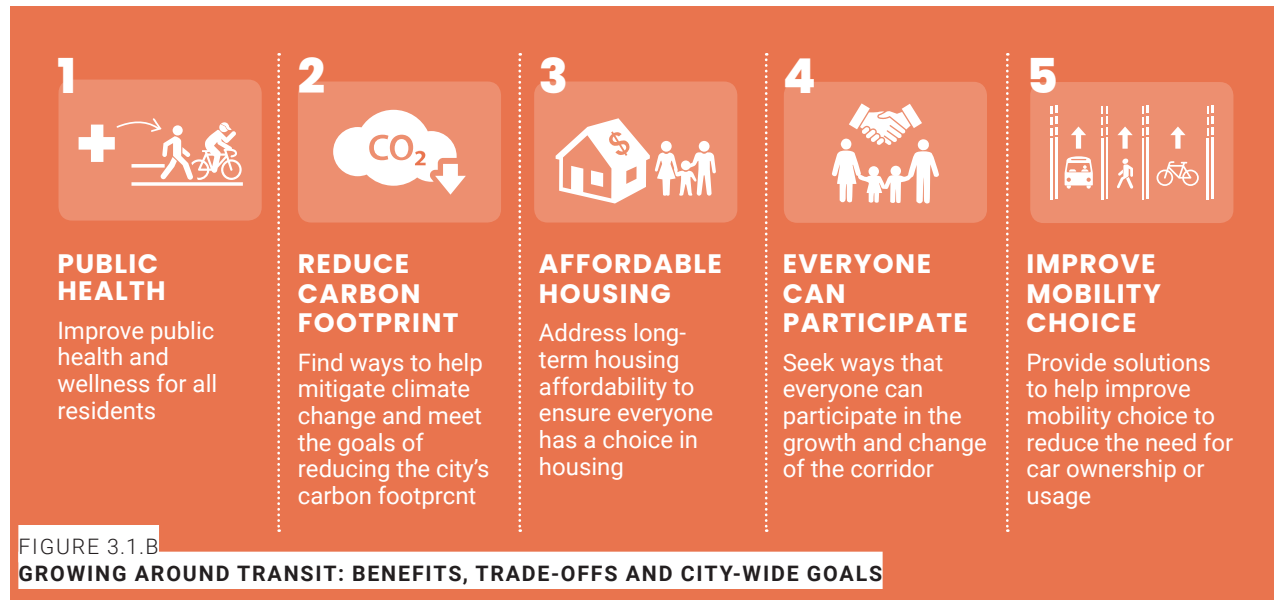 1
PUBLIC
HEALTH
Improve public
health and
wellness for all
residents
2
CO₂
REDUCE
CARBON
FOOTPRINT
Find ways to help
mitigate climate
change and meet
the goals of
reducing the city’s
carbon footprcnt
3
$
AFFORDABLE
HOUSING
Address long-
term housing
affordability to
ensure everyone
has a choice in
housing
4
EVERYONE
CAN
PARTICIPATE
Seek ways that
everyone can
participate in the
growth and change
of the corridor
5
IMPROVE
MOBILITY
CHOICE
Provide solutions
to help improve
mobility choice to
reduce the need for
car ownership or
usage
FIGURE 3.1.B
GROWING AROUND TRANSIT: BENEFITS, TRADE-OFFS AND CITY-WIDE GOALS